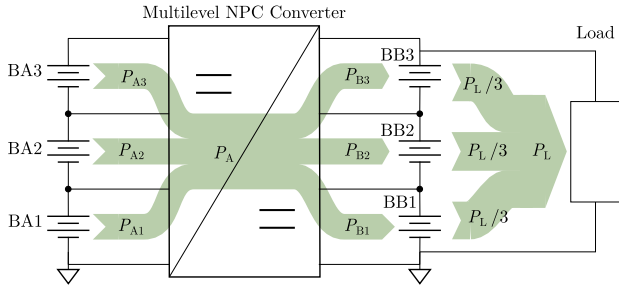 Multilevel NPC Converter
Load
BA3 P_A3 P_B3 BB3 P_L/3
BA2 P_A2 P_A P_B2 BB2 P_L/3 P_L
BA1 P_A1 P_B1 BB1 P_L/3